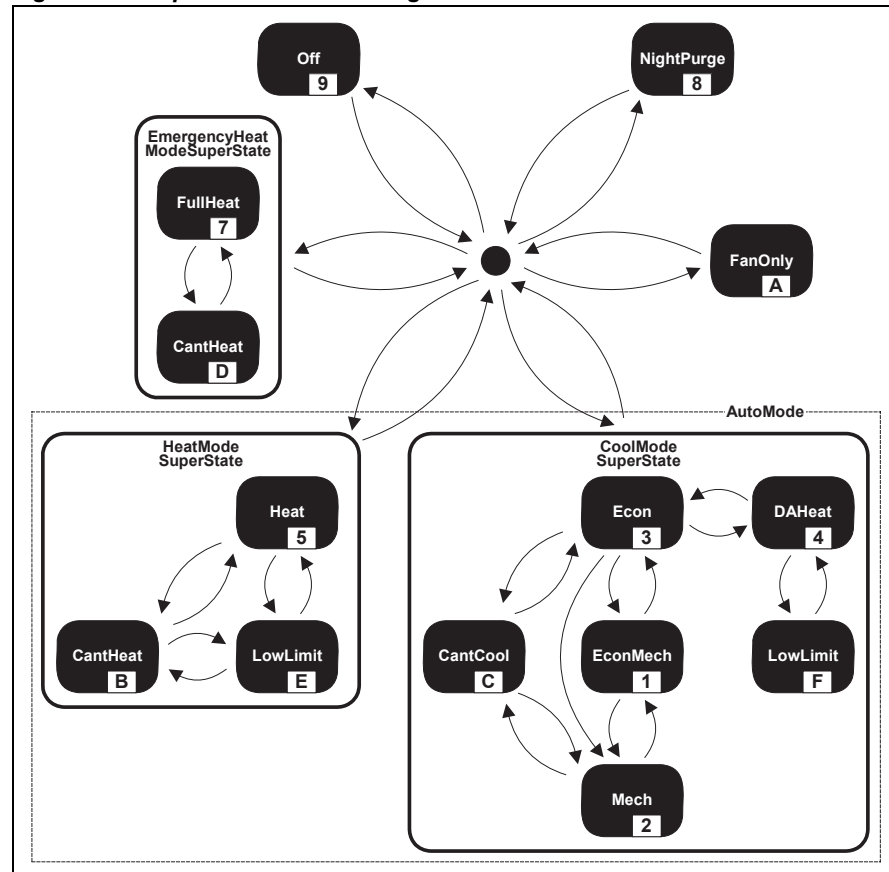 Off
9
NightPurge
8
EmergencyHeat
ModeSuperState
FullHeat
7
FanOnly
A
CantHeat
D
AutoMode
HeatMode
SuperState
CoolMode
SuperState
Heat
5
Econ
3
DAHeat
4
CantHeat
B
LowLimit
E
CantCool
C
EconMech
1
LowLimit
F
Mech
2